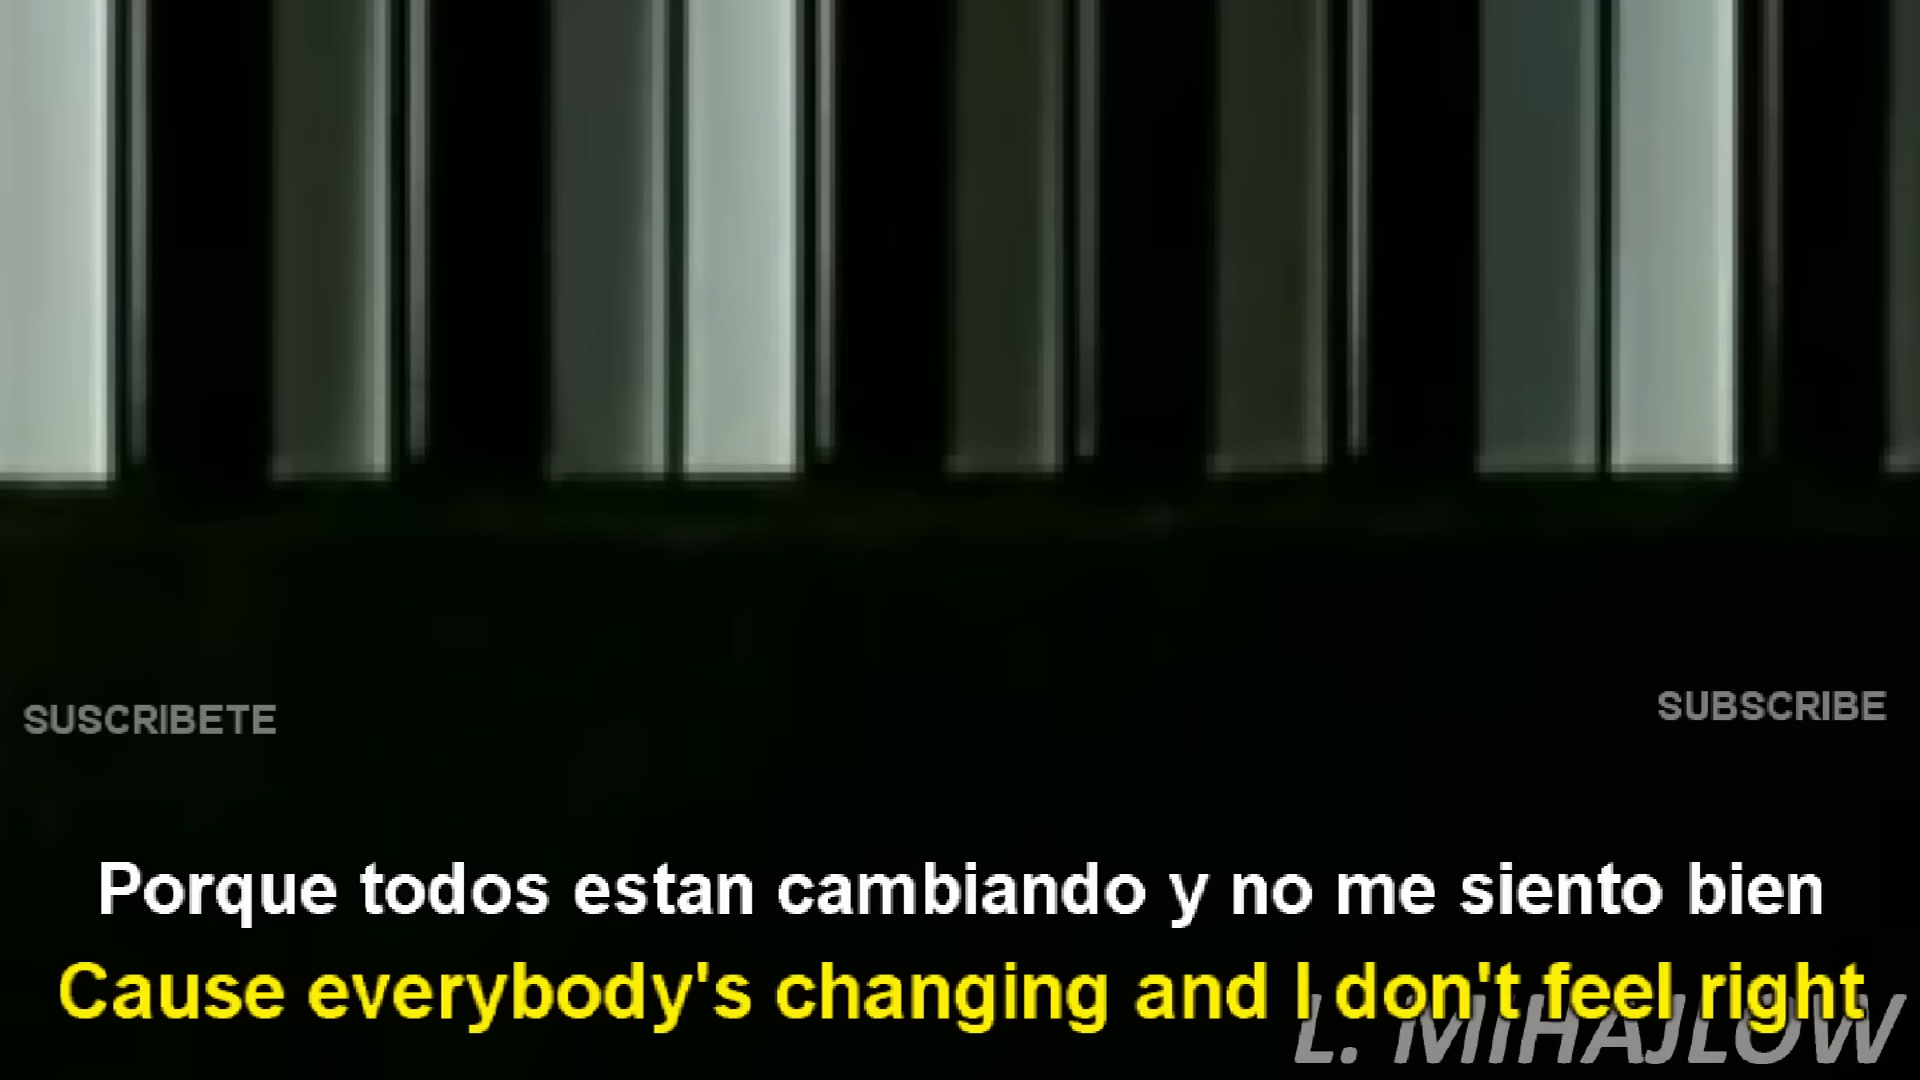 SUSCRIBETE
SUBSCRIBE
Porque todos estan cambiando y no me siento bien
Cause everybody's changing and I don't feel right
L. MIHAJLOW